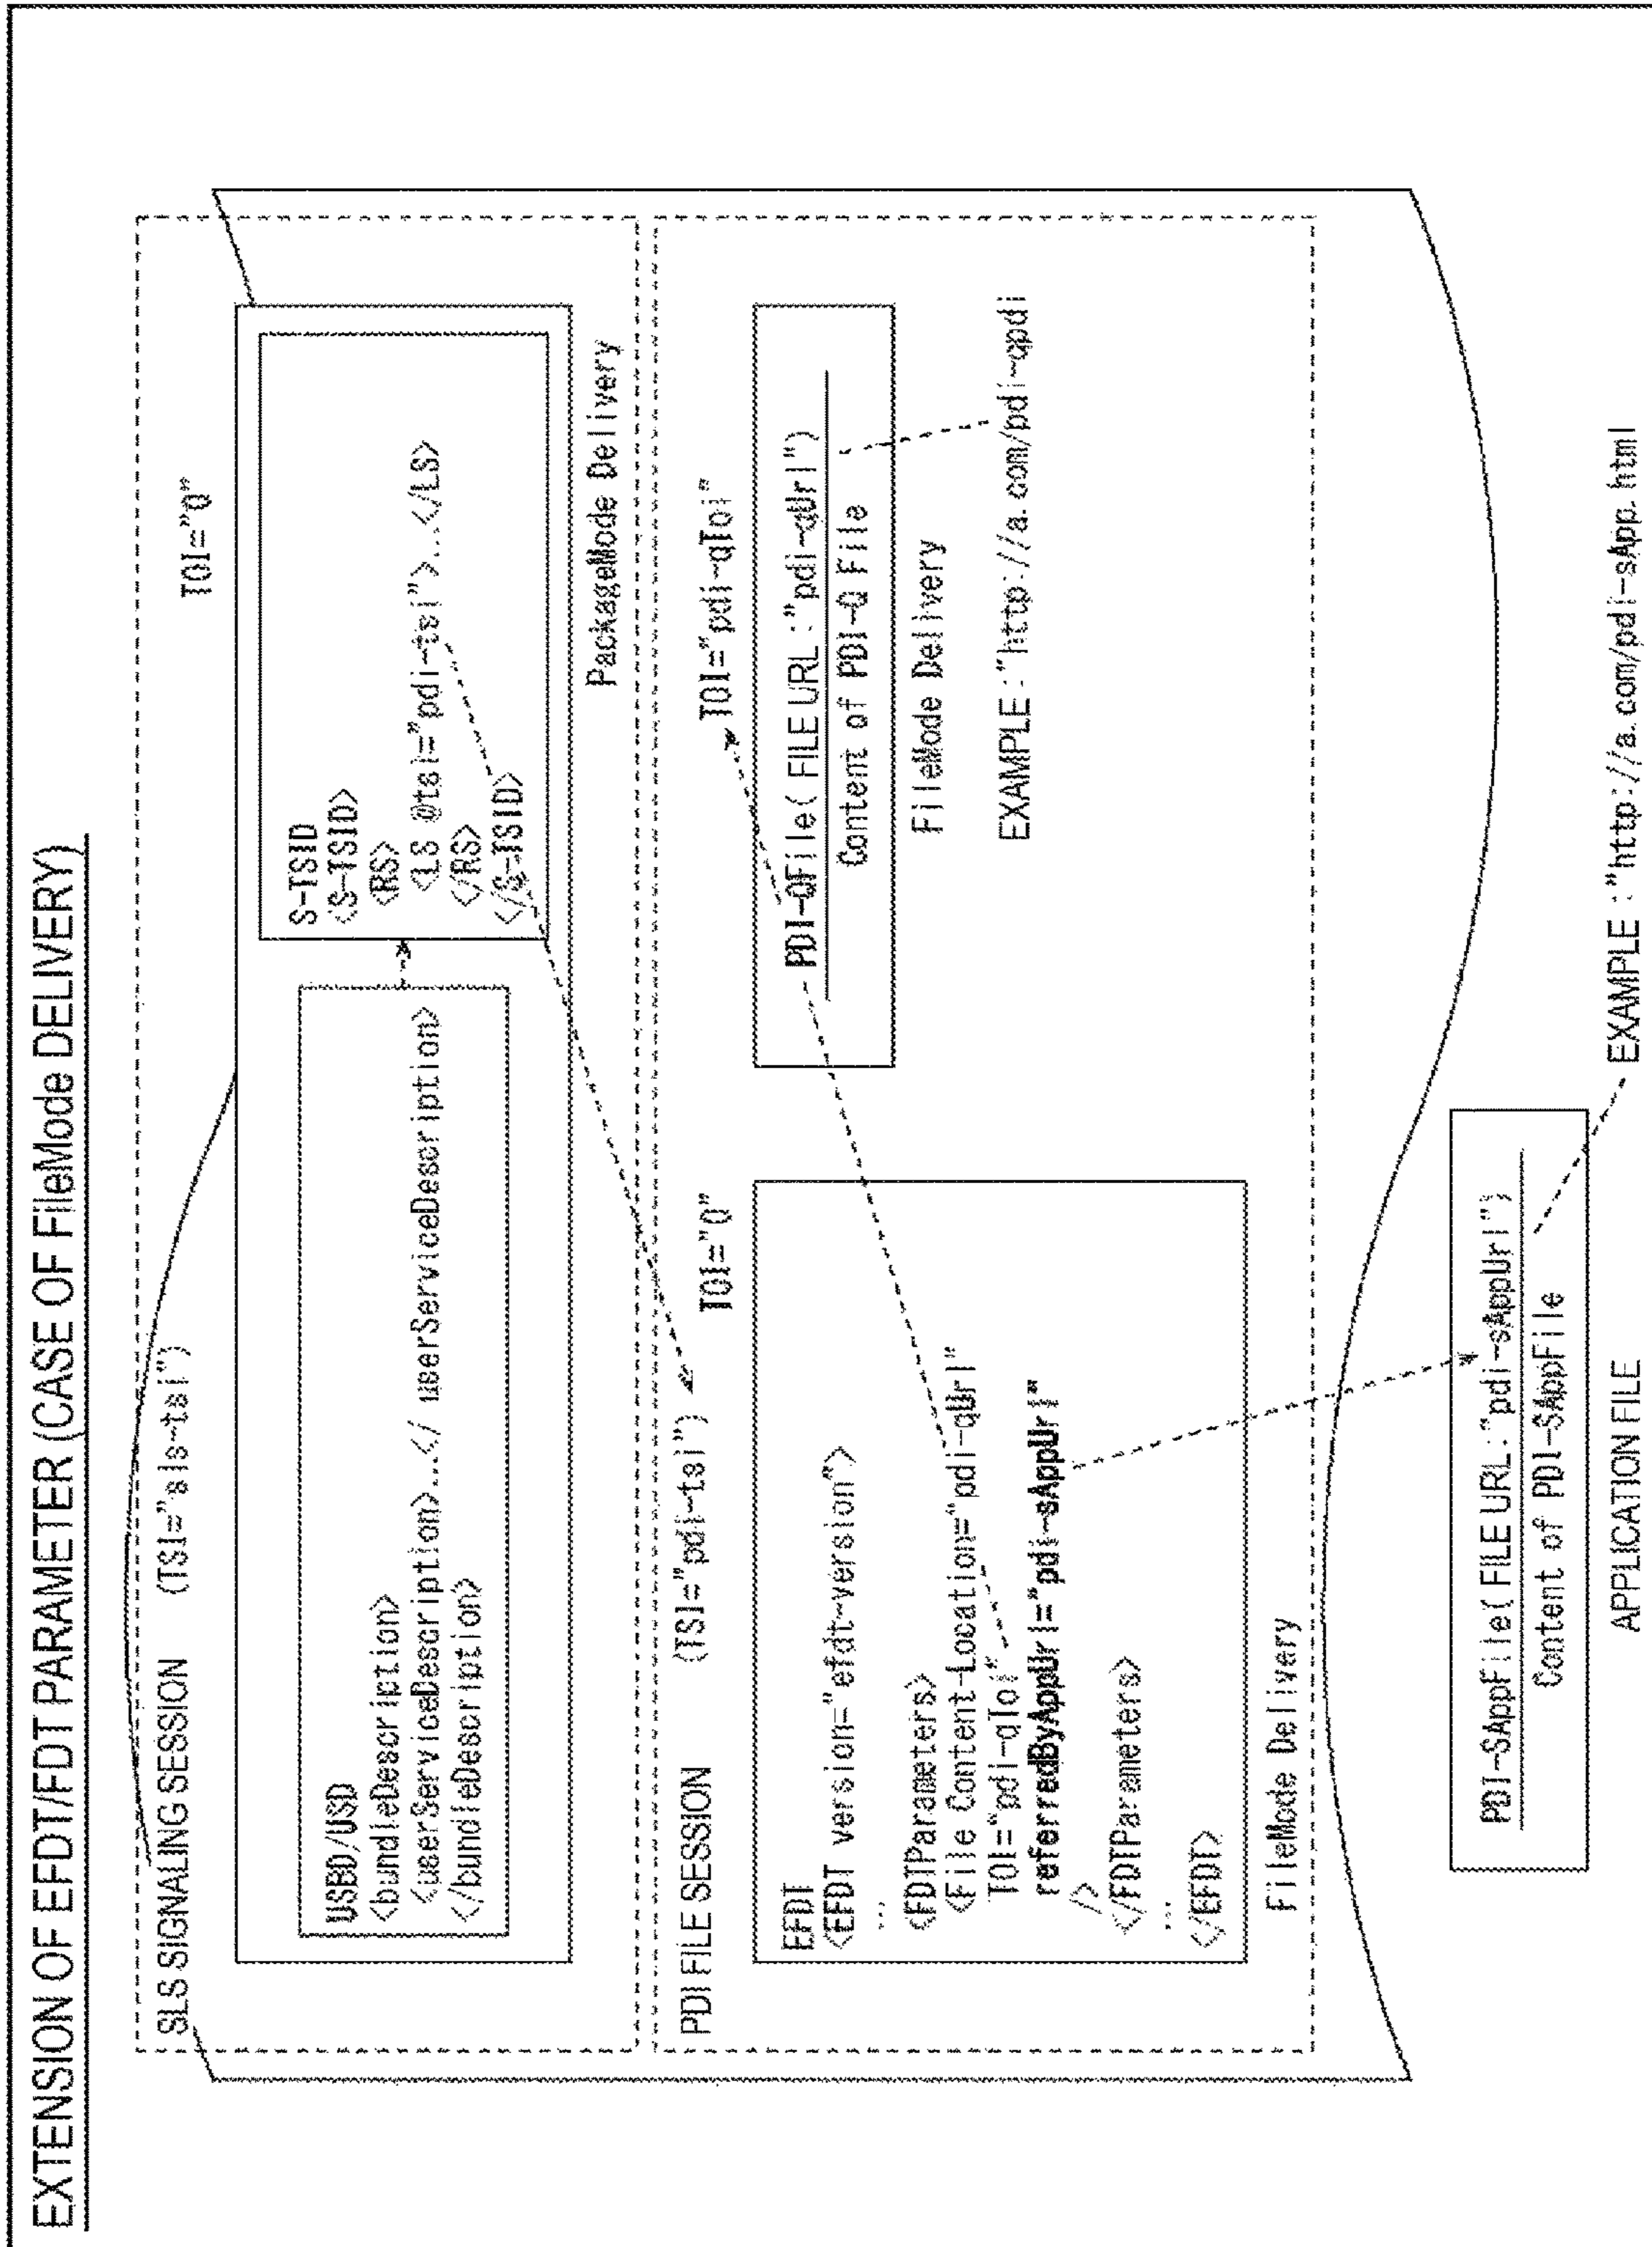 EXTENSION OF EFDT/FDT PARAMETER (CASE OF FileMode DELIVERY)
SLS SIGNALING SESSION (TSI="sls-tsi")
TOI="0"
USBD/USD
<bundleDescription>
<userServiceDescription>...</ userServiceDescription>
</bundleDescription>
S-TSID
<S-TSID>
<RS>
<LS @tsi="pdi-tsi">...</LS>
</RS>
</S-TSID>
PackageMode Delivery
PDI FILE SESSION (TSI="pdi-tsi")
TOI="0"
EFDT
<EFDT version="efdt-version">
...
<FDTParameters>
<File Content-Location="pdi-qUrl"
TOI="pdi-qToi"
referredByAppUrl="pdi-sAppUrl"
/>
</FDTParameters>
...
</EFDT>
FileMode Delivery
TOI="pdi-qToi"
PDI-QFile( FILE URL :"pdi-qUrl")
Content of PDI-Q File
FileMode Delivery
EXAMPLE :"http://a.com/pdi-qpdi
PDI-SAppFile( FILE URL:"pdi-sAppUrl")
Content of PDI-SAppFile
APPLICATION FILE
EXAMPLE :"http://a.com/pdi-sApp.html